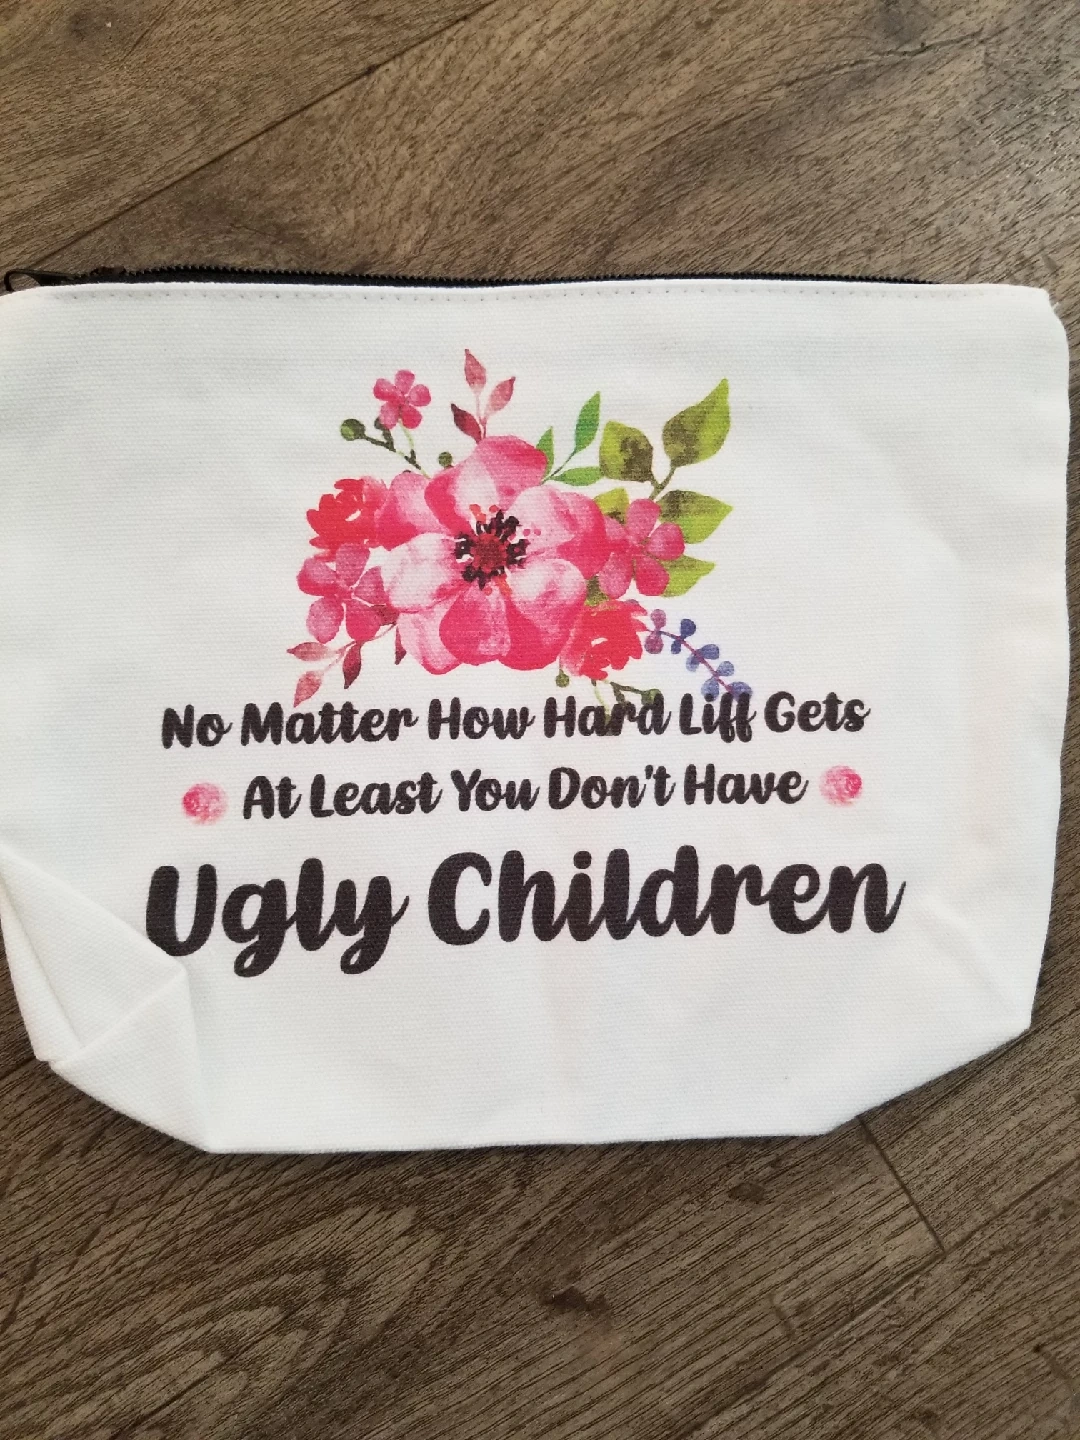 No Matter How Hard Liff Gets
At Least You Don't Have
Ugly Children